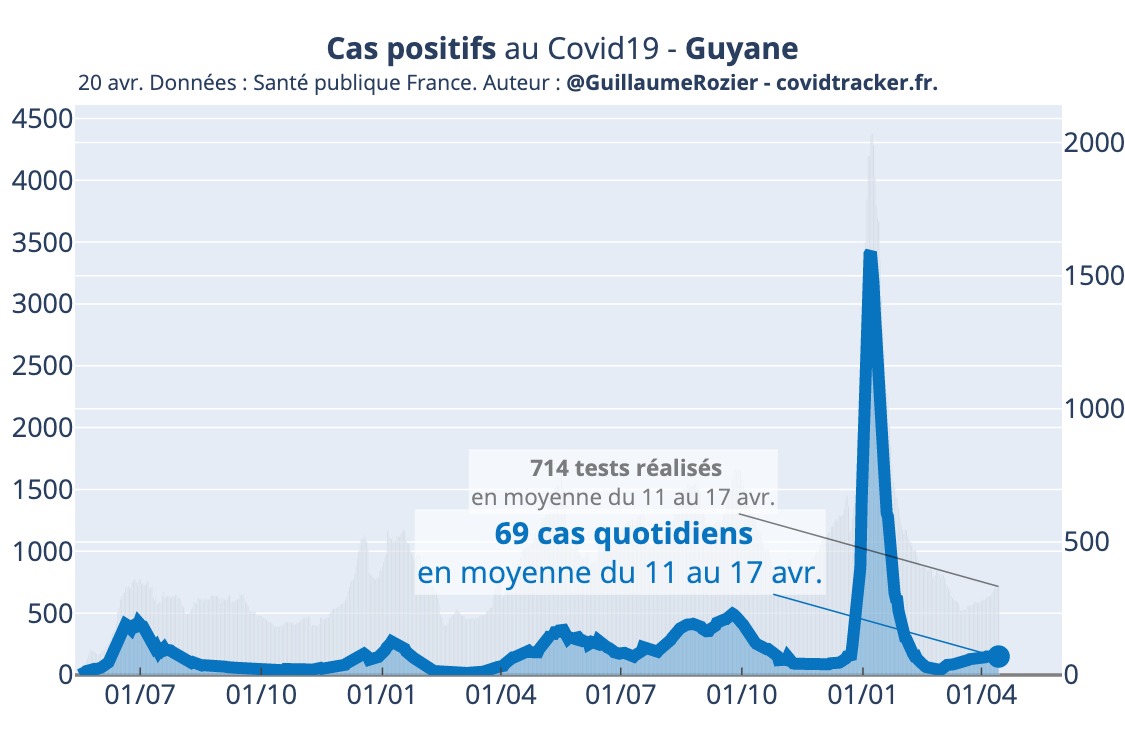 Cas positifs au Covid19 - Guyane
20 avr. Données : Santé publique France. Auteur : @GuillaumeRozier - covidtracker.fr.
4500
4000
3500
3000
2500
2000
1500
1000
500
0
2000
1500
1000
500
0
714 tests réalisés
en moyenne du 11 au 17 avr.
69 cas quotidiens
en moyenne du 11 au 17 avr.
01/07 01/10 01/01 01/04 01/07 01/10 01/01 01/04